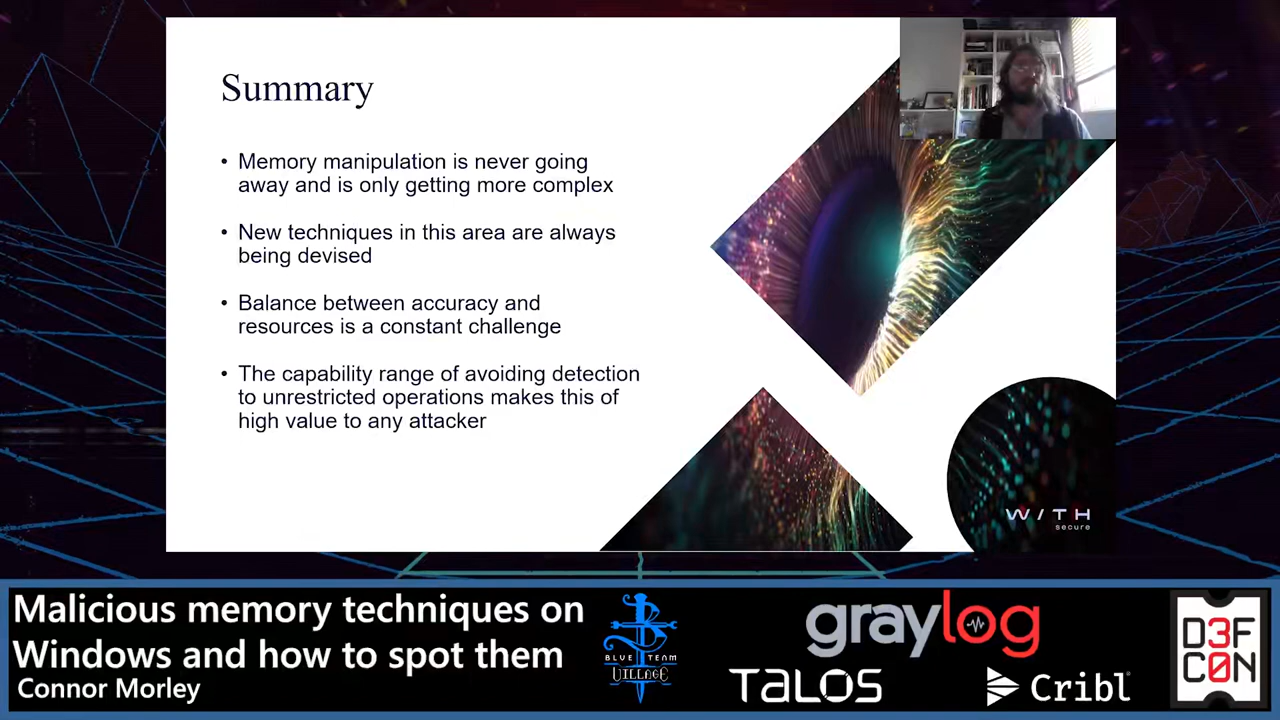 Summary
• Memory manipulation is never going
away and is only getting more complex
• New techniques in this area are always
being devised
• Balance between accuracy and
resources is a constant challenge
• The capability range of avoiding detection
to unrestricted operations makes this of
high value to any attacker
W/TH
secure
Malicious memory techniques on
Windows and how to spot them
Connor Morley
BLUE TEAM
VILLAGE
graylog
TALOS
Cribl
D3F
C0N